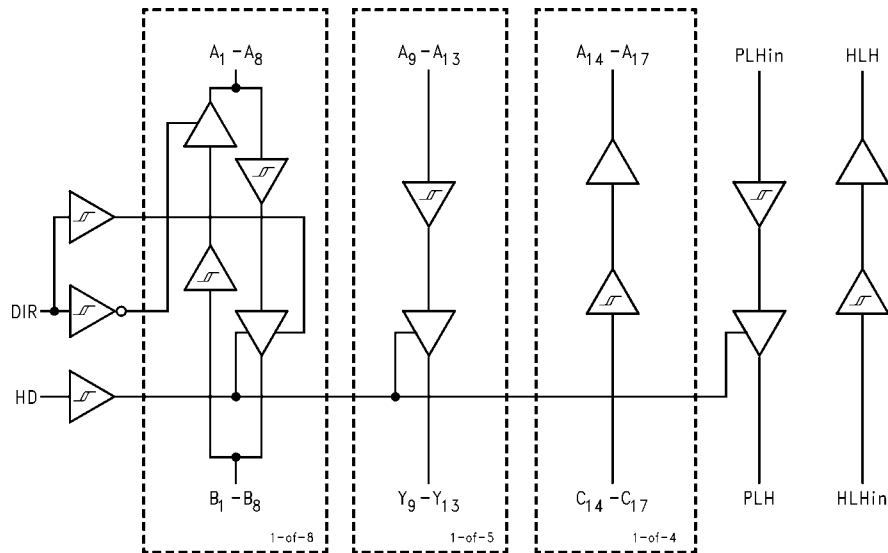 A₁ –A₈ A₉ –A₁₃ A₁₄ –A₁₇ PLHin HLH
DIR
HD
B₁ –B₈ Y₉ –Y₁₃ C₁₄ –C₁₇ PLH HLHin
1-of-8 1-of-5 1-of-4